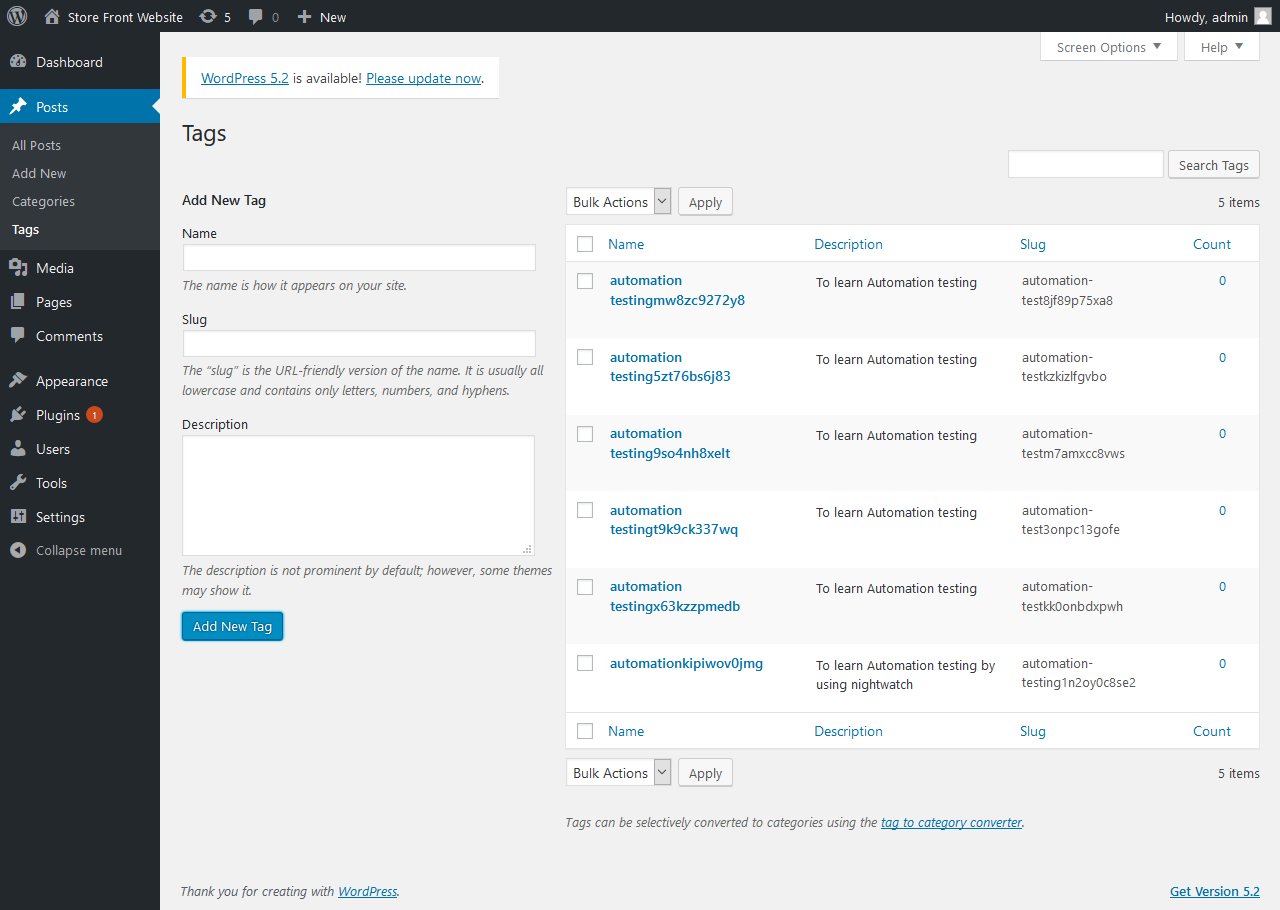 Store Front Website 5 0 New Howdy, admin
Screen Options Help
Dashboard
Posts
All Posts
Add New
Categories
Tags
Media
Pages
Comments
Appearance
Plugins 1
Users
Tools
Settings
Collapse menu
WordPress 5.2 is available! Please update now.
Tags
Search Tags
Add New Tag
Name
The name is how it appears on your site.
Slug
The “slug” is the URL-friendly version of the name. It is usually all
lowercase and contains only letters, numbers, and hyphens.
Description
The description is not prominent by default; however, some themes
may show it.
Add New Tag
Bulk Actions Apply 5 items
Name Description Slug Count
automation To learn Automation testing automation- 0
testingmw8zc9272y8 test8jf89p75xa8
automation To learn Automation testing automation- 0
testing5zt76bs6j83 testkzkizlfgvbo
automation To learn Automation testing automation- 0
testing9so4nh8xelt testm7amxcc8vws
automation To learn Automation testing automation- 0
testingt9k9ck337wq test3onpc13gofe
automation To learn Automation testing automation- 0
testingx63kzzpmedb testkk0onbdxpwh
automationkipiwov0jmg To learn Automation testing by automation- 0
using nightwatch testing1n2oy0c8se2
Name Description Slug Count
Bulk Actions Apply 5 items
Tags can be selectively converted to categories using the tag to category converter.
Thank you for creating with WordPress. Get Version 5.2